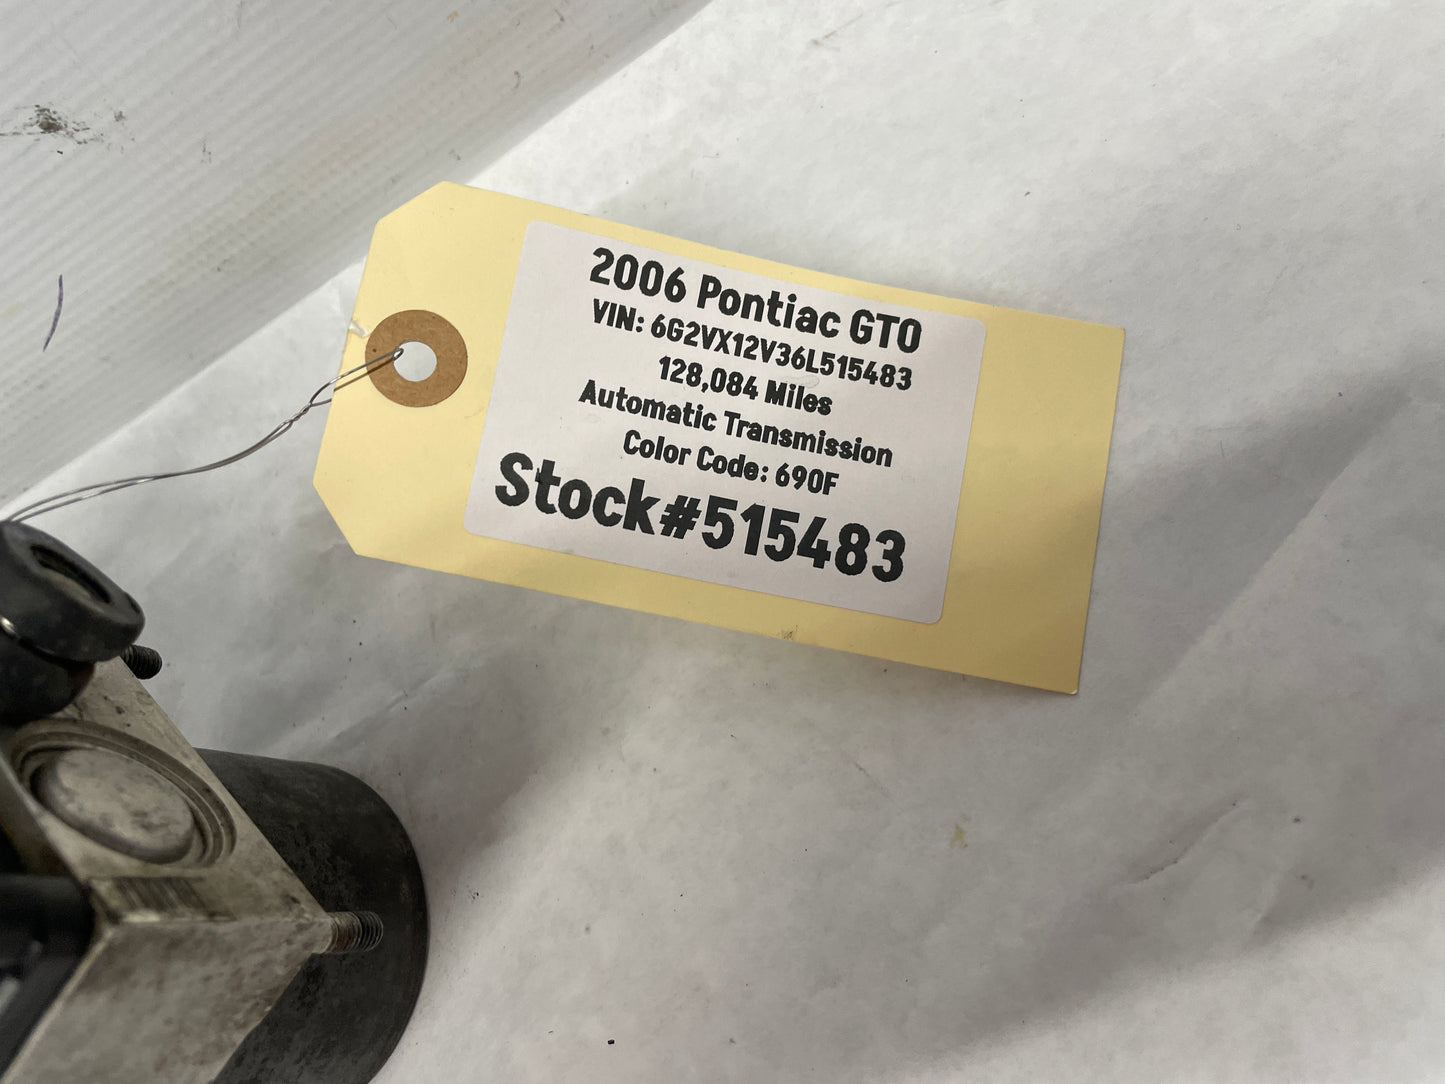 2006 Pontiac GTO
VIN: 6G2VX12V36L515483
128,084 Miles
Automatic Transmission
Color Code: 690F
Stock#515483